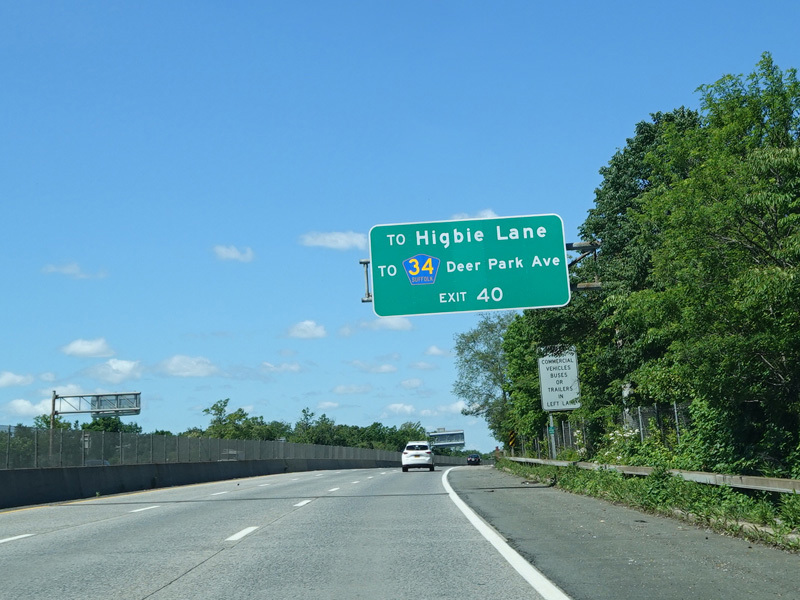 TO Higbie Lane
TO 34 SUFFOLK Deer Park Ave
EXIT 40
COMMERCIAL
VEHICLES
BUSES
OR
TRAILERS
IN
LEFT LANE